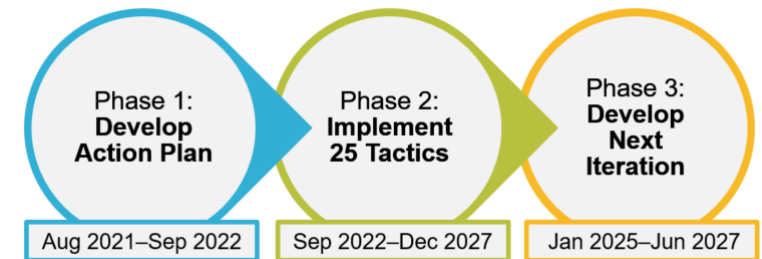 Phase 1:
Develop
Action Plan
Aug 2021–Sep 2022
Phase 2:
Implement
25 Tactics
Sep 2022–Dec 2027
Phase 3:
Develop
Next
Iteration
Jan 2025–Jun 2027